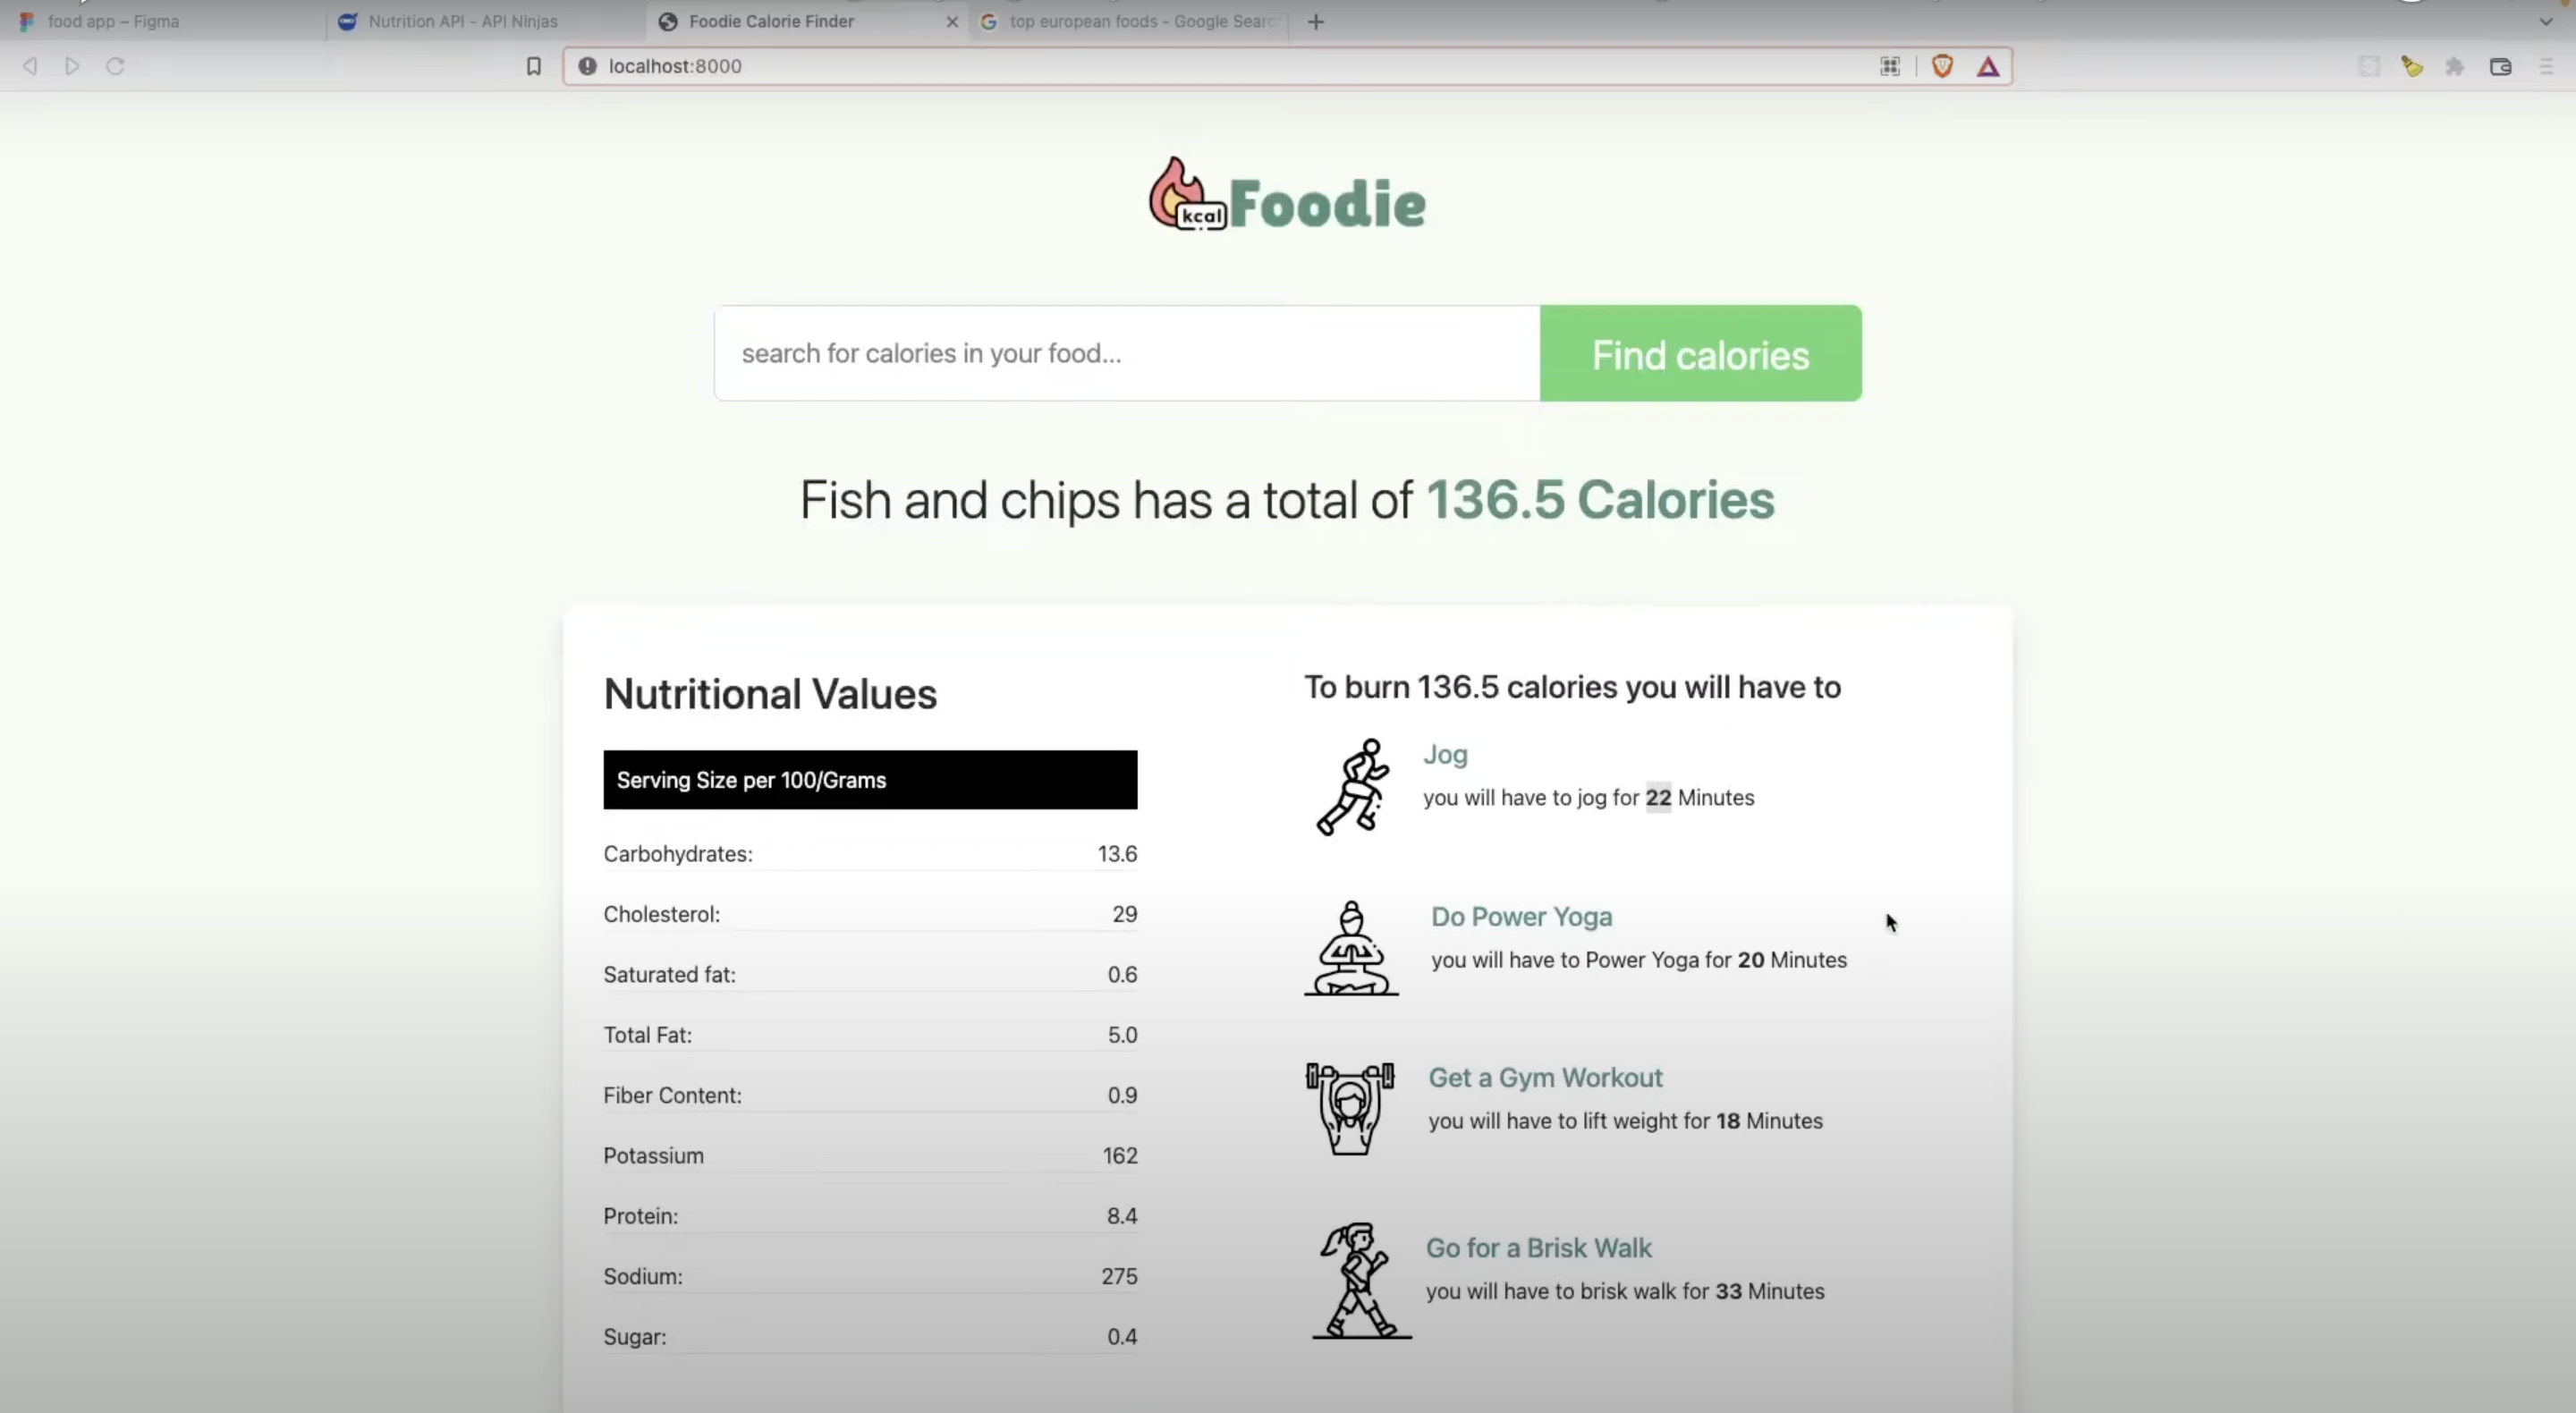 food app – Figma
Nutrition API - API Ninjas
Foodie Calorie Finder
top european foods - Google Searc
localhost:8000
kcal Foodie
search for calories in your food...
Find calories
Fish and chips has a total of 136.5 Calories
Nutritional Values
Serving Size per 100/Grams
Carbohydrates: 13.6
Cholesterol: 29
Saturated fat: 0.6
Total Fat: 5.0
Fiber Content: 0.9
Potassium 162
Protein: 8.4
Sodium: 275
Sugar: 0.4
To burn 136.5 calories you will have to
Jog
you will have to jog for 22 Minutes
Do Power Yoga
you will have to Power Yoga for 20 Minutes
Get a Gym Workout
you will have to lift weight for 18 Minutes
Go for a Brisk Walk
you will have to brisk walk for 33 Minutes